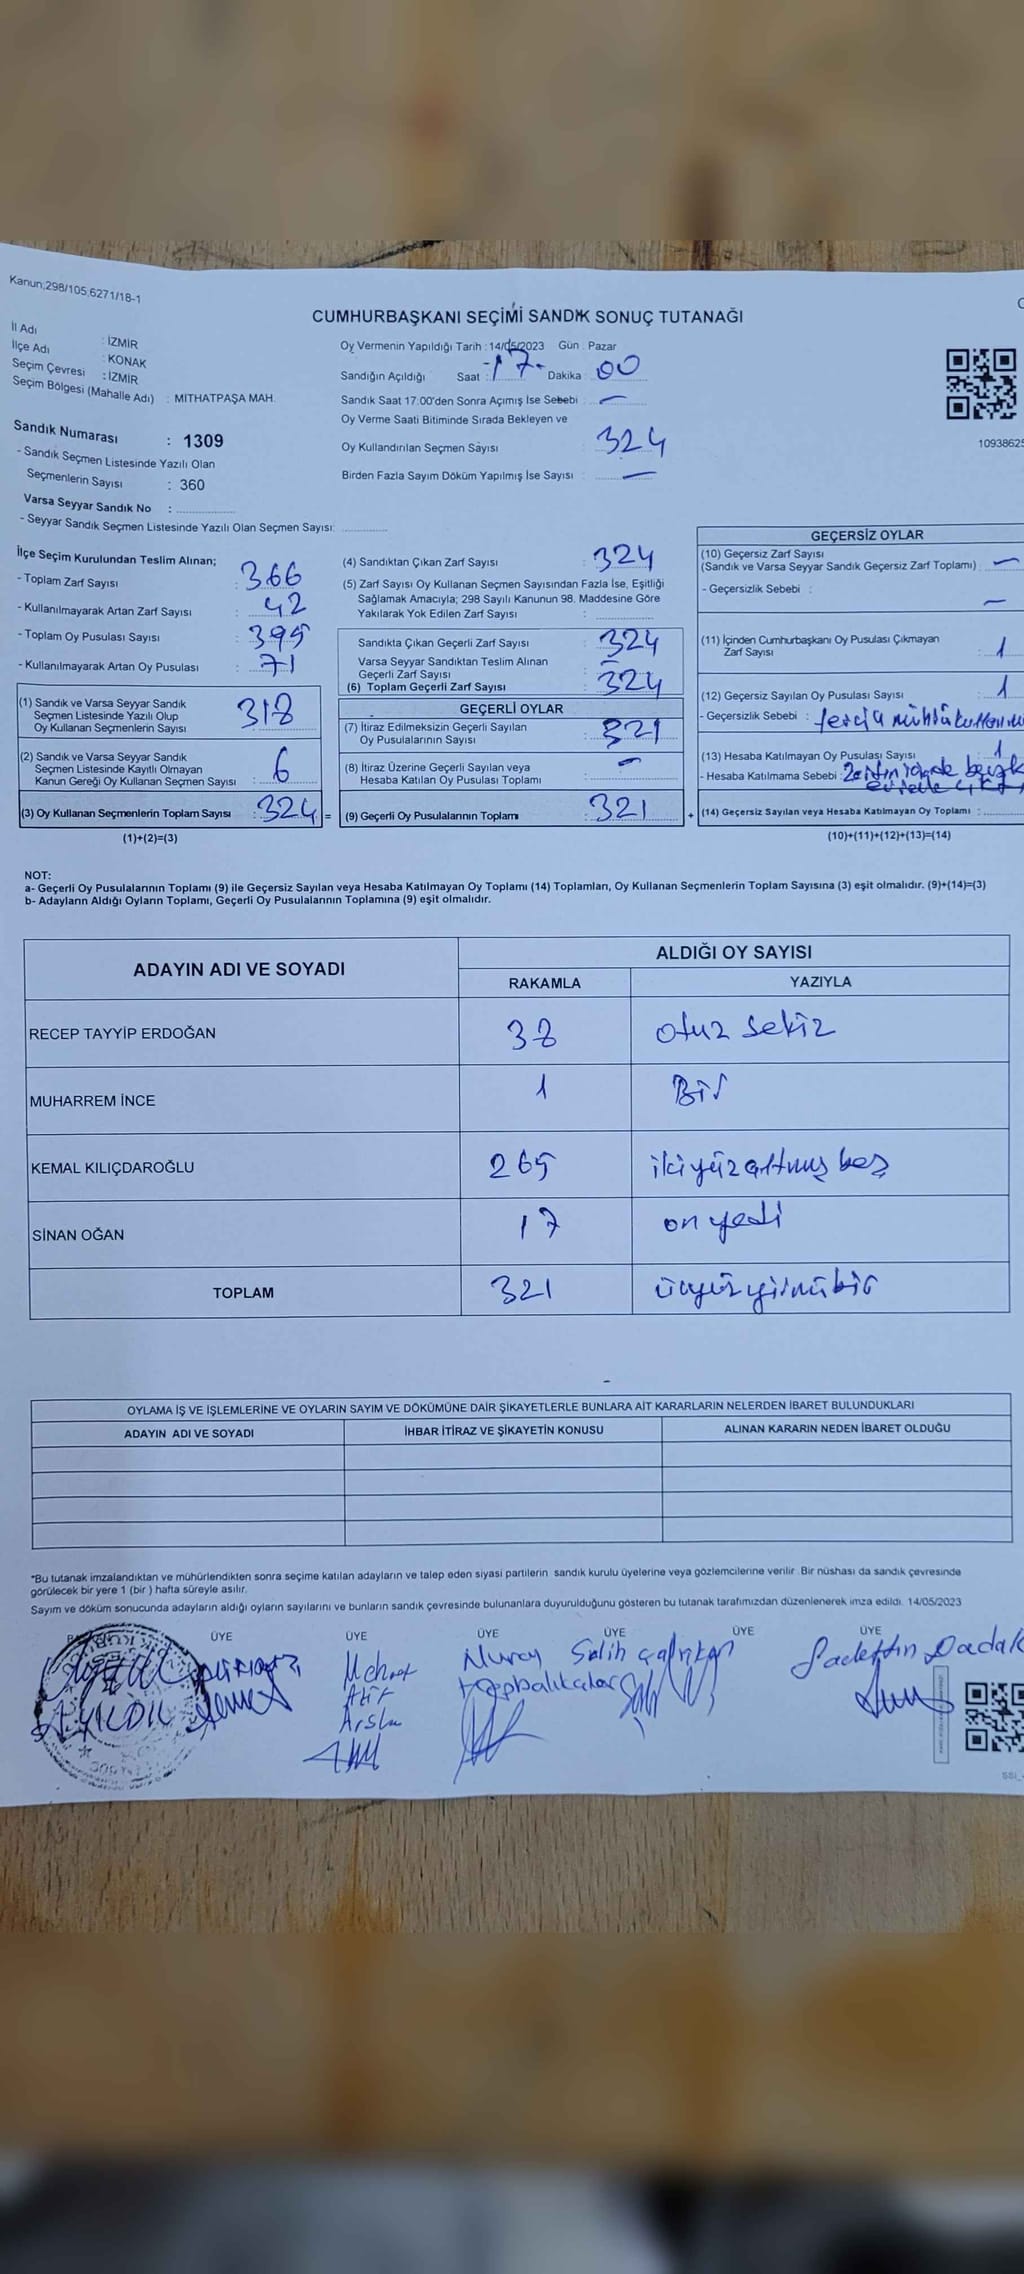 Kanun;298/105;6271/18-1
CUMHURBAŞKANI SEÇİMİ SANDIK SONUÇ TUTANAĞI
İl Adı : İZMİR
İlçe Adı : KONAK
Seçim Çevresi : İZMİR
Seçim Bölgesi (Mahalle Adı) : MITHATPAŞA MAH.
Sandık Numarası : 1309
- Sandık Seçmen Listesinde Yazılı Olan
Seçmenlerin Sayısı : 360
Varsa Seyyar Sandık No :
- Seyyar Sandık Seçmen Listesinde Yazılı Olan Seçmen Sayısı:
Oy Vermenin Yapıldığı Tarih : 14/05/2023 Gün : Pazar
Sandığın Açıldığı Saat : 17 Dakika : 00
Sandık Saat 17:00'den Sonra Açımış İse Sebebi : —
Oy Verme Saati Bitiminde Sırada Bekleyen ve
Oy Kullandırılan Seçmen Sayısı : 324
Birden Fazla Sayım Döküm Yapılmış İse Sayısı : —
10938625
İlçe Seçim Kurulundan Teslim Alınan;
- Toplam Zarf Sayısı : 366
- Kullanılmayarak Artan Zarf Sayısı : 42
- Toplam Oy Pusulası Sayısı : 395
- Kullanılmayarak Artan Oy Pusulası : 71
(1) Sandık ve Varsa Seyyar Sandık
Seçmen Listesinde Yazılı Olup
Oy Kullanan Seçmenlerin Sayısı : 318
(2) Sandık ve Varsa Seyyar Sandık
Seçmen Listesinde Kayıtlı Olmayan
Kanun Gereği Oy Kullanan Seçmen Sayısı : 6
(3) Oy Kullanan Seçmenlerin Toplam Sayısı : 324 =
(1)+(2)=(3)
(4) Sandıktan Çıkan Zarf Sayısı : 324
(5) Zarf Sayısı Oy Kullanan Seçmen Sayısından Fazla İse, Eşitliği
Sağlamak Amacıyla; 298 Sayılı Kanunun 98. Maddesine Göre
Yakılarak Yok Edilen Zarf Sayısı :
Sandıkta Çıkan Geçerli Zarf Sayısı : 324
Varsa Seyyar Sandıktan Teslim Alınan
Geçerli Zarf Sayısı : —
(6) Toplam Geçerli Zarf Sayısı : 324
GEÇERLİ OYLAR
(7) İtiraz Edilmeksizin Geçerli Sayılan
Oy Pusulalarının Sayısı : 321
(8) İtiraz Üzerine Geçerli Sayılan veya
Hesaba Katılan Oy Pusulası Toplamı : —
(9) Geçerli Oy Pusulalarının Toplamı : 321 +
GEÇERSİZ OYLAR
(10) Geçersiz Zarf Sayısı
(Sandık ve Varsa Seyyar Sandık Geçersiz Zarf Toplamı) : —
- Geçersizlik Sebebi : —
(11) İçinden Cumhurbaşkanı Oy Pusulası Çıkmayan
Zarf Sayısı : 1
(12) Geçersiz Sayılan Oy Pusulası Sayısı : 1
- Geçersizlik Sebebi :
(13) Hesaba Katılmayan Oy Pusulası Sayısı : 1
- Hesaba Katılmama Sebebi :
(14) Geçersiz Sayılan veya Hesaba Katılmayan Oy Toplamı :
(10)+(11)+(12)+(13)=(14)
NOT:
a- Geçerli Oy Pusulalarının Toplamı (9) ile Geçersiz Sayılan veya Hesaba Katılmayan Oy Toplamı (14) Toplamları, Oy Kullanan Seçmenlerin Toplam Sayısına (3) eşit olmalıdır. (9)+(14)=(3)
b- Adayların Aldığı Oyların Toplamı, Geçerli Oy Pusulalarının Toplamına (9) eşit olmalıdır.
ADAYIN ADI VE SOYADI
ALDIĞI OY SAYISI
RAKAMLA YAZIYLA
RECEP TAYYİP ERDOĞAN 38 otuz sekiz
MUHARREM İNCE 1 Bir
KEMAL KILIÇDAROĞLU 265 ikiyüzaltmış beş
SİNAN OĞAN 17 on yedi
TOPLAM 321 üçyüzyirmibir
OYLAMA İŞ VE İŞLEMLERİNE VE OYLARIN SAYIM VE DÖKÜMÜNE DAİR ŞİKAYETLERLE BUNLARA AİT KARARLARIN NELERDEN İBARET BULUNDUKLARI
ADAYIN ADI VE SOYADI İHBAR İTİRAZ VE ŞİKAYETİN KONUSU ALINAN KARARIN NEDEN İBARET OLDUĞU
*Bu tutanak imzalandıktan ve mühürlendikten sonra seçime katılan adayların ve talep eden siyasi partilerin sandık kurulu üyelerine veya gözlemcilerine verilir. Bir nüshası da sandık çevresinde
görülecek bir yere 1 (bir) hafta süreyle asılır.
Sayım ve döküm sonucunda adayların aldığı oyların sayılarını ve bunların sandık çevresinde bulunanlara duyurulduğunu gösteren bu tutanak tarafımızdan düzenlenerek imza edildi. 14/05/2023
ÜYE ÜYE ÜYE ÜYE ÜYE ÜYE
AYILDIZ
Mehmet
Atıf
Arslan
Nuray
Salih Çalışkan
Sadettin Dadak